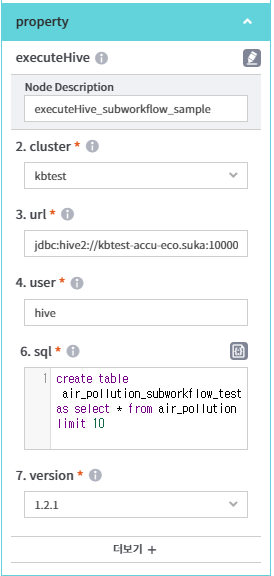 property
executeHive
Node Description
executeHive_subworkflow_sample
2. cluster *
kbtest
3. url *
jdbc:hive2://kbtest-accu-eco.suka:10000
4. user *
hive
6. sql *
1 create table
air_pollution_subworkflow_test
as select * from air_pollution
limit 10
7. version *
1.2.1
더보기 +